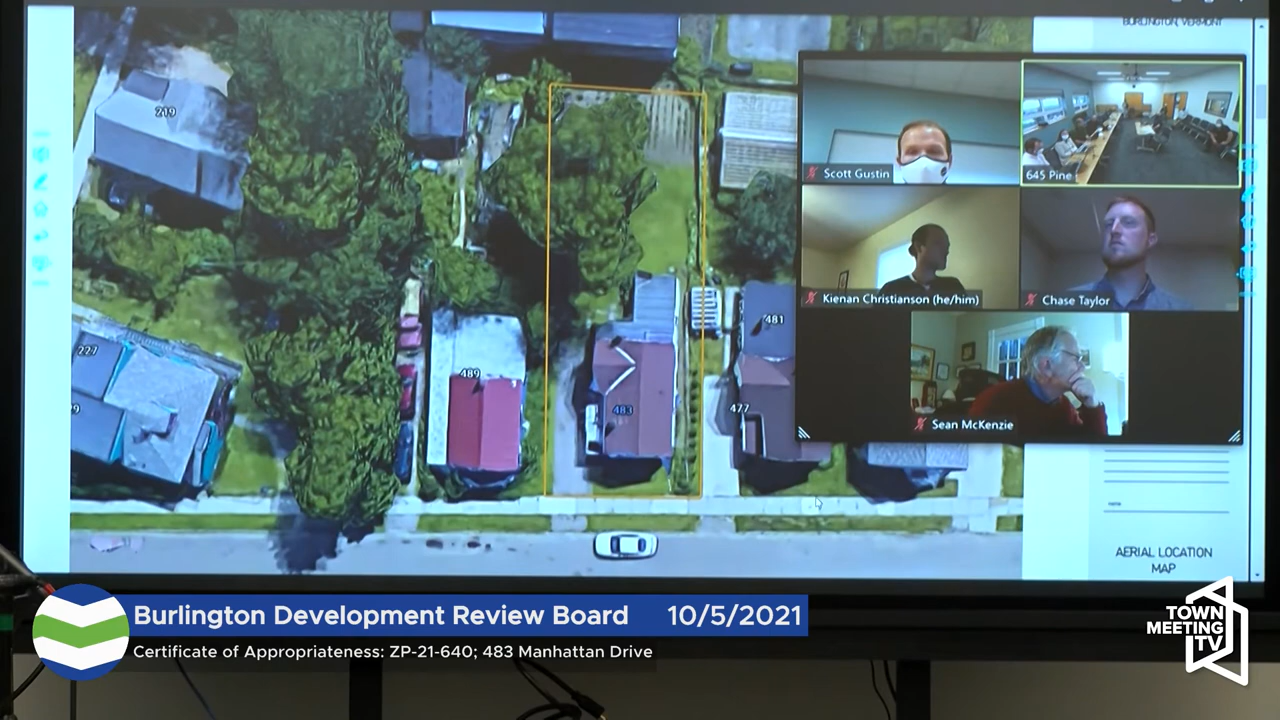 BURLINGTON, VERMONT
219
Scott Gustin
645 Pine
Kienan Christianson (he/him)
Chase Taylor
481
227
489
483
477
Sean McKenzie
AERIAL LOCATION
MAP
Burlington Development Review Board 10/5/2021
Certificate of Appropriateness: ZP-21-640; 483 Manhattan Drive
TOWN
MEETING
TV